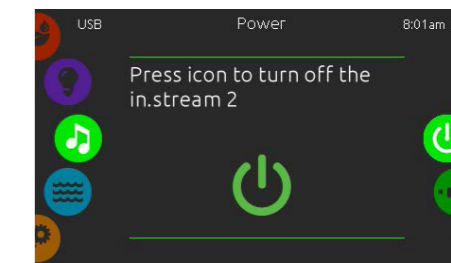 USB Power 8:01am
Press icon to turn off the
in.stream 2